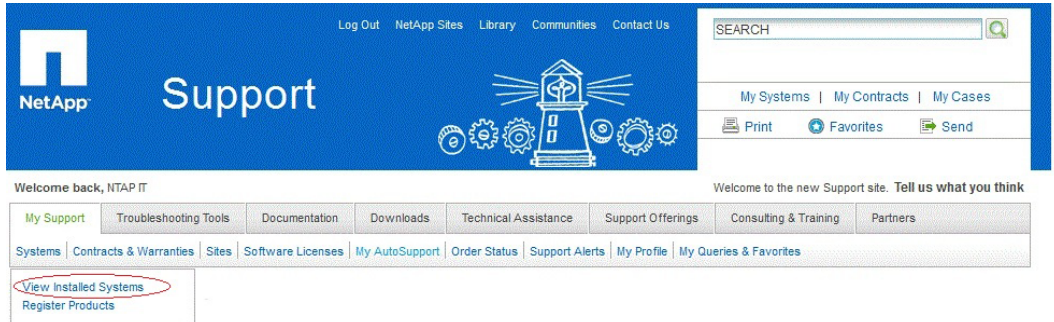 Log Out NetApp Sites Library Communities Contact Us
SEARCH
NetApp
Support
My Systems | My Contracts | My Cases
Print Favorites Send
Welcome back, NTAP IT
Welcome to the new Support site. Tell us what you think
My Support Troubleshooting Tools Documentation Downloads Technical Assistance Support Offerings Consulting & Training Partners
Systems | Contracts & Warranties | Sites | Software Licenses | My AutoSupport | Order Status | Support Alerts | My Profile | My Queries & Favorites
View Installed Systems
Register Products